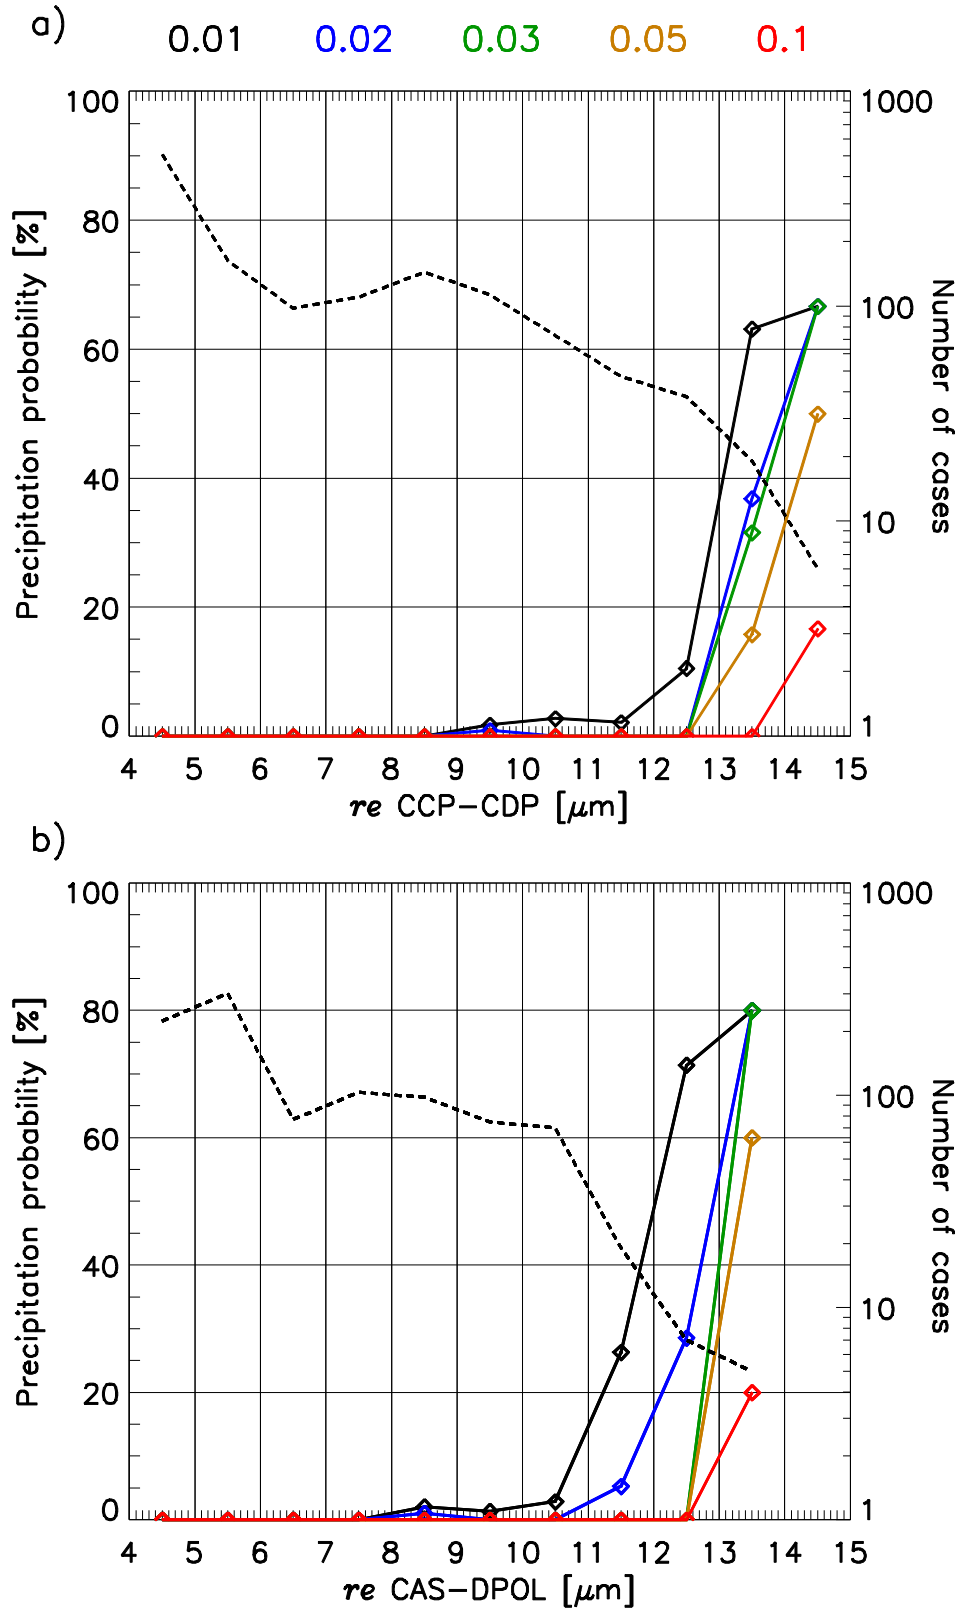 a)
0.01 0.02 0.03 0.05 0.1
100 1000
80
60 100
40
20 10
0 1
Precipitation probability [%]
Number of cases
4 5 6 7 8 9 10 11 12 13 14 15
re CCP-CDP [μm]
b)
100 1000
80
60 100
40
20 10
0 1
Precipitation probability [%]
Number of cases
4 5 6 7 8 9 10 11 12 13 14 15
re CAS-DPOL [μm]